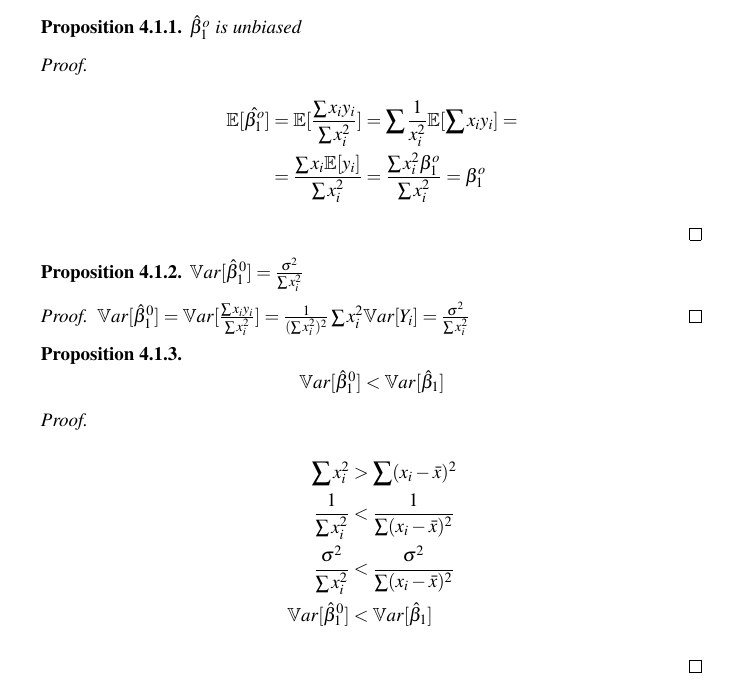 Proposition 4.1.1. $\hat{\beta}_1^o$ is unbiased
Proof.
$\mathbb{E}[\hat{\beta_1^o}] = \mathbb{E}[\frac{\sum x_i y_i}{\sum x_i^2}] = \sum \frac{1}{x_i^2} \mathbb{E}[\sum x_i y_i] =$
$= \frac{\sum x_i \mathbb{E}[y_i]}{\sum x_i^2} = \frac{\sum x_i^2 \beta_1^o}{\sum x_i^2} = \beta_1^o$
□
Proposition 4.1.2. $\mathbb{V}ar[\hat{\beta}_1^0] = \frac{\sigma^2}{\sum x_i^2}$
Proof. $\mathbb{V}ar[\hat{\beta}_1^0] = \mathbb{V}ar[\frac{\sum x_i y_i}{\sum x_i^2}] = \frac{1}{(\sum x_i^2)^2} \sum x_i^2 \mathbb{V}ar[Y_i] = \frac{\sigma^2}{\sum x_i^2}$ □
Proposition 4.1.3.
$\mathbb{V}ar[\hat{\beta}_1^0] < \mathbb{V}ar[\hat{\beta}_1]$
Proof.
$\sum x_i^2 > \sum (x_i - \bar{x})^2$
$\frac{1}{\sum x_i^2} < \frac{1}{\sum (x_i - \bar{x})^2}$
$\frac{\sigma^2}{\sum x_i^2} < \frac{\sigma^2}{\sum (x_i - \bar{x})^2}$
$\mathbb{V}ar[\hat{\beta}_1^0] < \mathbb{V}ar[\hat{\beta}_1]$
□